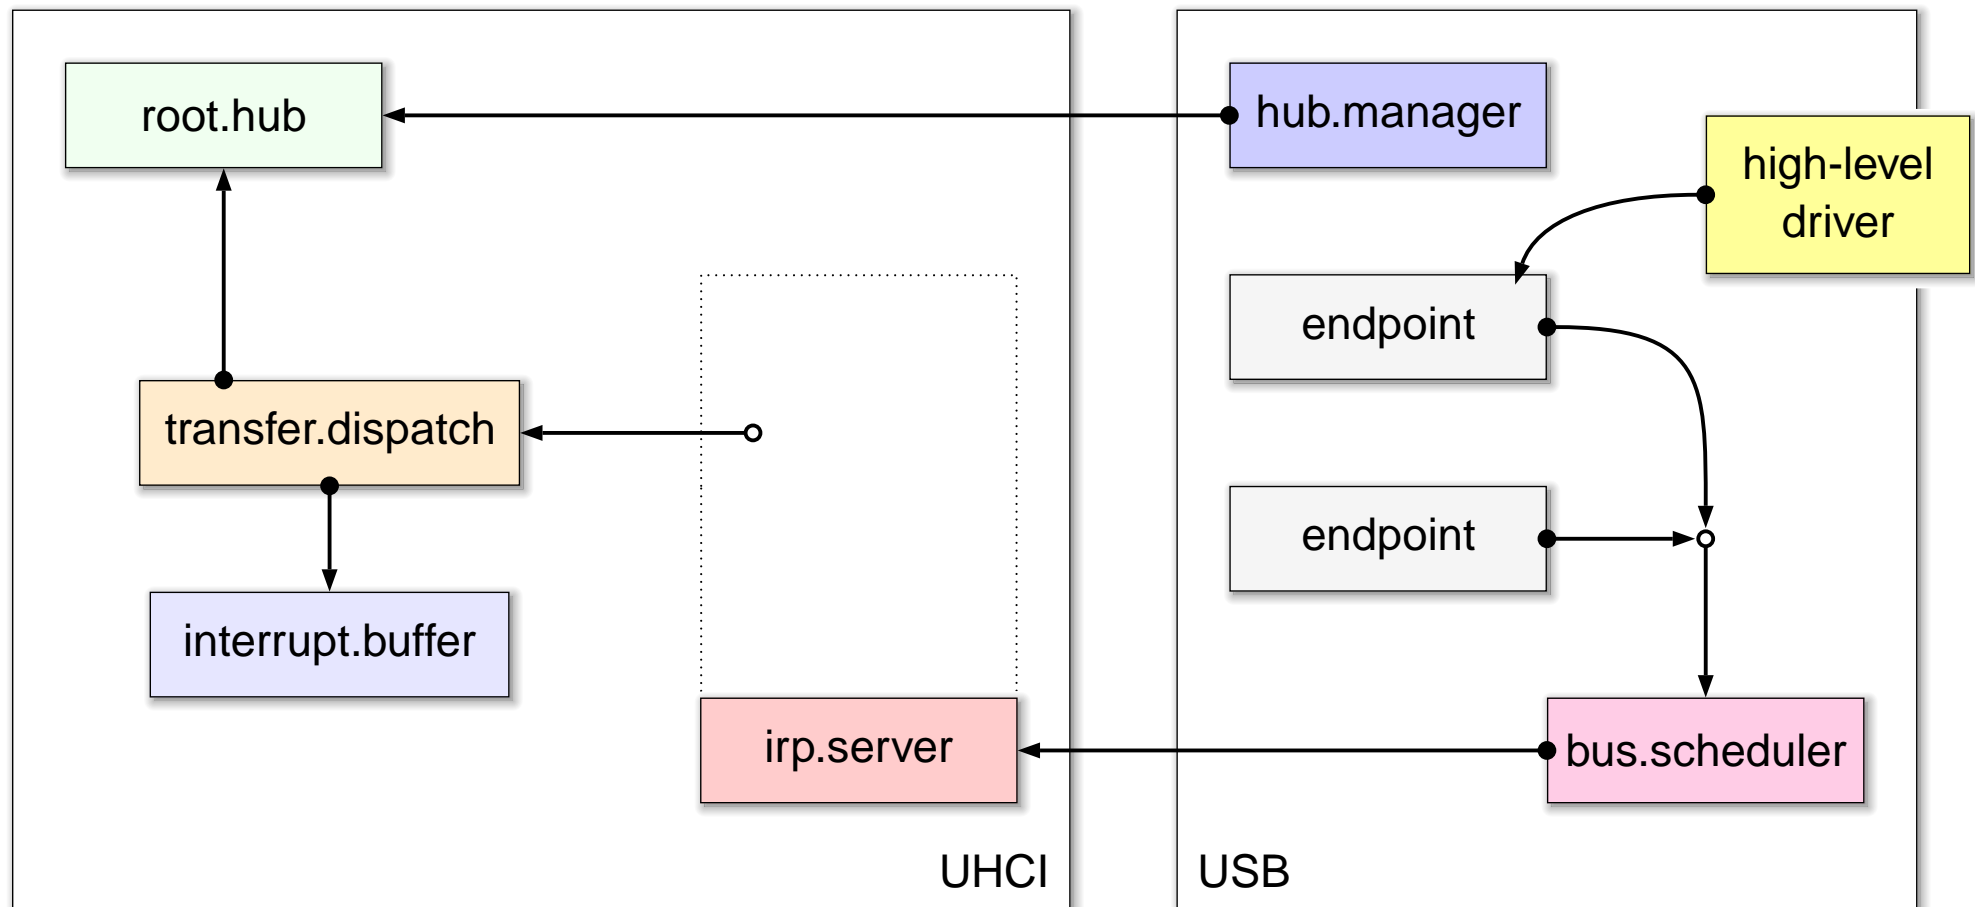 root.hub
hub.manager
high-level
driver
endpoint
transfer.dispatch
endpoint
interrupt.buffer
irp.server
bus.scheduler
UHCI
USB